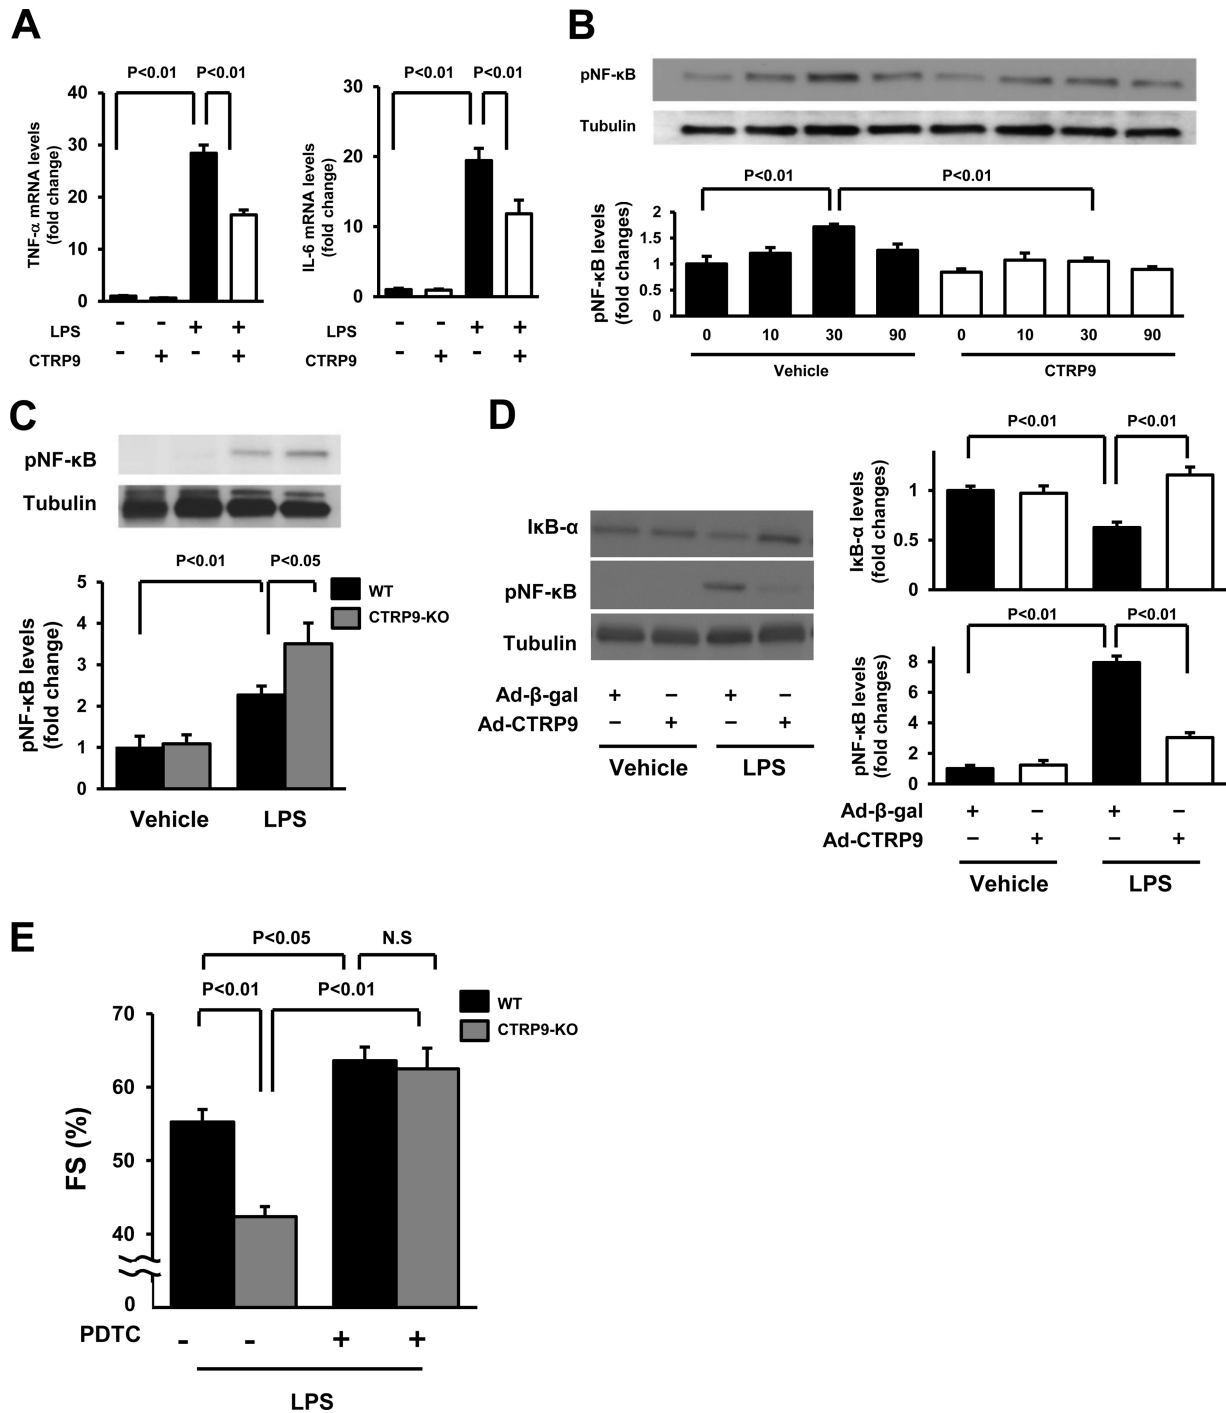 A
P<0.01 P<0.01
40
30
20
10
0
TNF-α mRNA levels
(fold change)
LPS - - + +
CTRP9 - + - +
P<0.01 P<0.01
30
20
10
0
IL-6 mRNA levels
(fold change)
LPS - - + +
CTRP9 - + - +
B
pNF-κB
Tubulin
P<0.01 P<0.01
2
1.5
1
0.5
0
pNF-κB levels
(fold changes)
0 10 30 90 0 10 30 90
Vehicle CTRP9
C
pNF-κB
Tubulin
P<0.01 P<0.05
WT
CTRP9-KO
5
4
3
2
1
0
pNF-κB levels
(fold change)
Vehicle LPS
D
IκB-α
pNF-κB
Tubulin
Ad-β-gal + − + −
Ad-CTRP9 − + − +
Vehicle LPS
P<0.01 P<0.01
1
0.5
0
IκB-α levels
(fold changes)
P<0.01 P<0.01
8
6
4
2
0
pNF-κB levels
(fold changes)
Ad-β-gal + − + −
Ad-CTRP9 − + − +
Vehicle LPS
E
P<0.05 N.S
P<0.01 P<0.01
WT
CTRP9-KO
70
60
50
40
0
FS (%)
PDTC - - + +
LPS